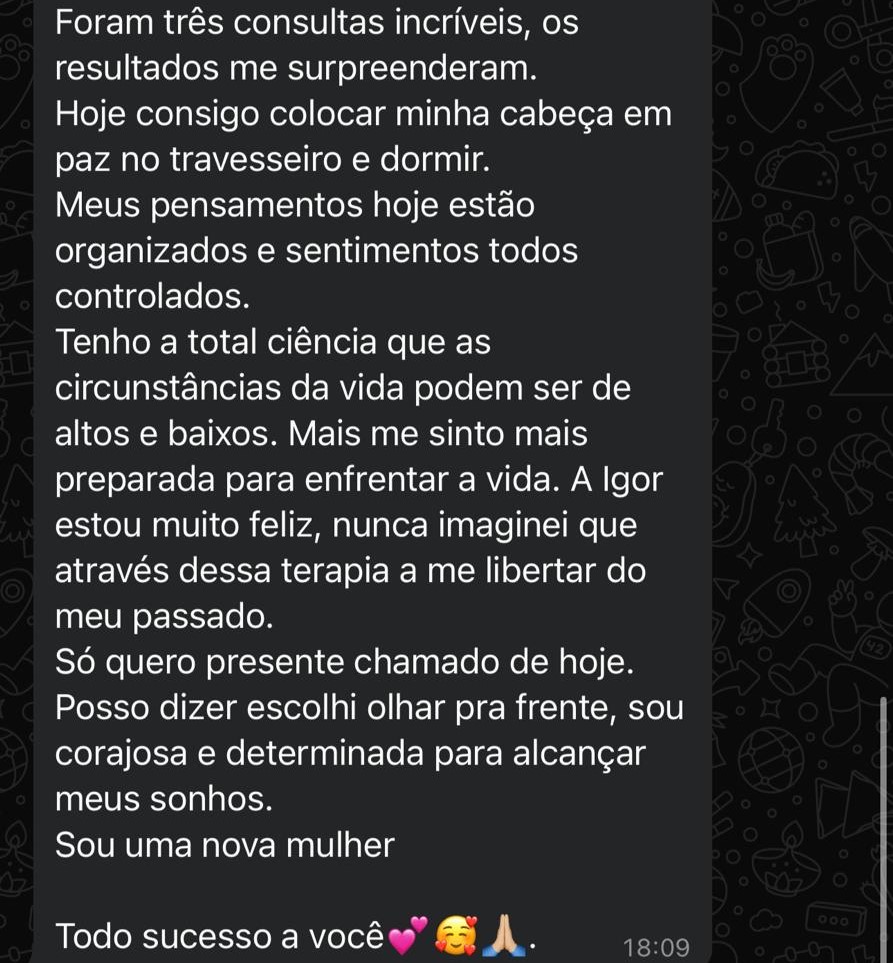 Foram três consultas incríveis, os
resultados me surpreenderam.
Hoje consigo colocar minha cabeça em
paz no travesseiro e dormir.
Meus pensamentos hoje estão
organizados e sentimentos todos
controlados.
Tenho a total ciência que as
circunstâncias da vida podem ser de
altos e baixos. Mais me sinto mais
preparada para enfrentar a vida. A Igor
estou muito feliz, nunca imaginei que
através dessa terapia a me libertar do
meu passado.
Só quero presente chamado de hoje.
Posso dizer escolhi olhar pra frente, sou
corajosa e determinada para alcançar
meus sonhos.
Sou uma nova mulher
Todo sucesso a você💕🥰🙏🏼.
18:09